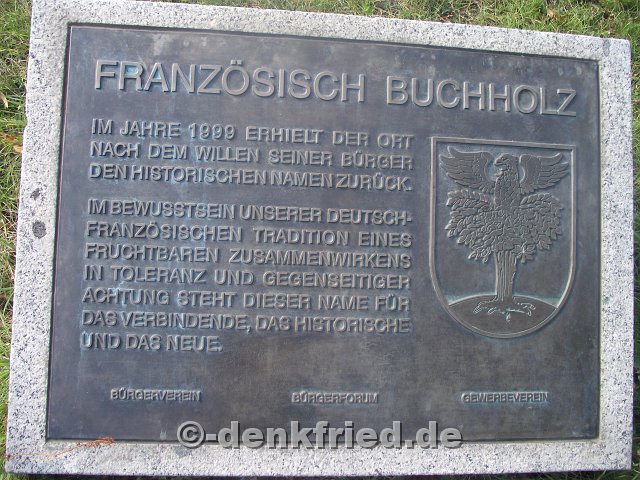 FRANZÖSISCH BUCHHOLZ
IM JAHRE 1999 ERHIELT DER ORT
NACH DEM WILLEN SEINER BÜRGER
DEN HISTORISCHEN NAMEN ZURÜCK.
IM BEWUSSTSEIN UNSERER DEUTSCH-
FRANZÖSISCHEN TRADITION EINES
FRUCHTBAREN ZUSAMMENWIRKENS
IN TOLERANZ UND GEGENSEITIGER
ACHTUNG STEHT DIESER NAME FÜR
DAS VERBINDENDE, DAS HISTORISCHE
UND DAS NEUE.
BÜRGERVEREIN BÜRGERFORUM GEWERBEVEREIN
©-denkfried.de